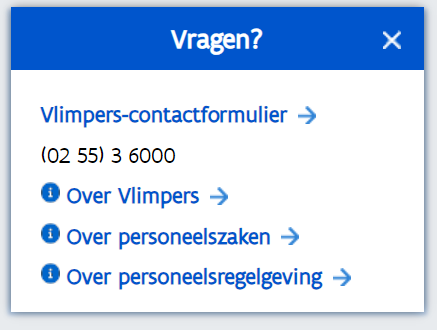 Vragen?
Vlimpers-contactformulier
(02 55) 3 6000
Over Vlimpers
Over personeelszaken
Over personeelsregelgeving